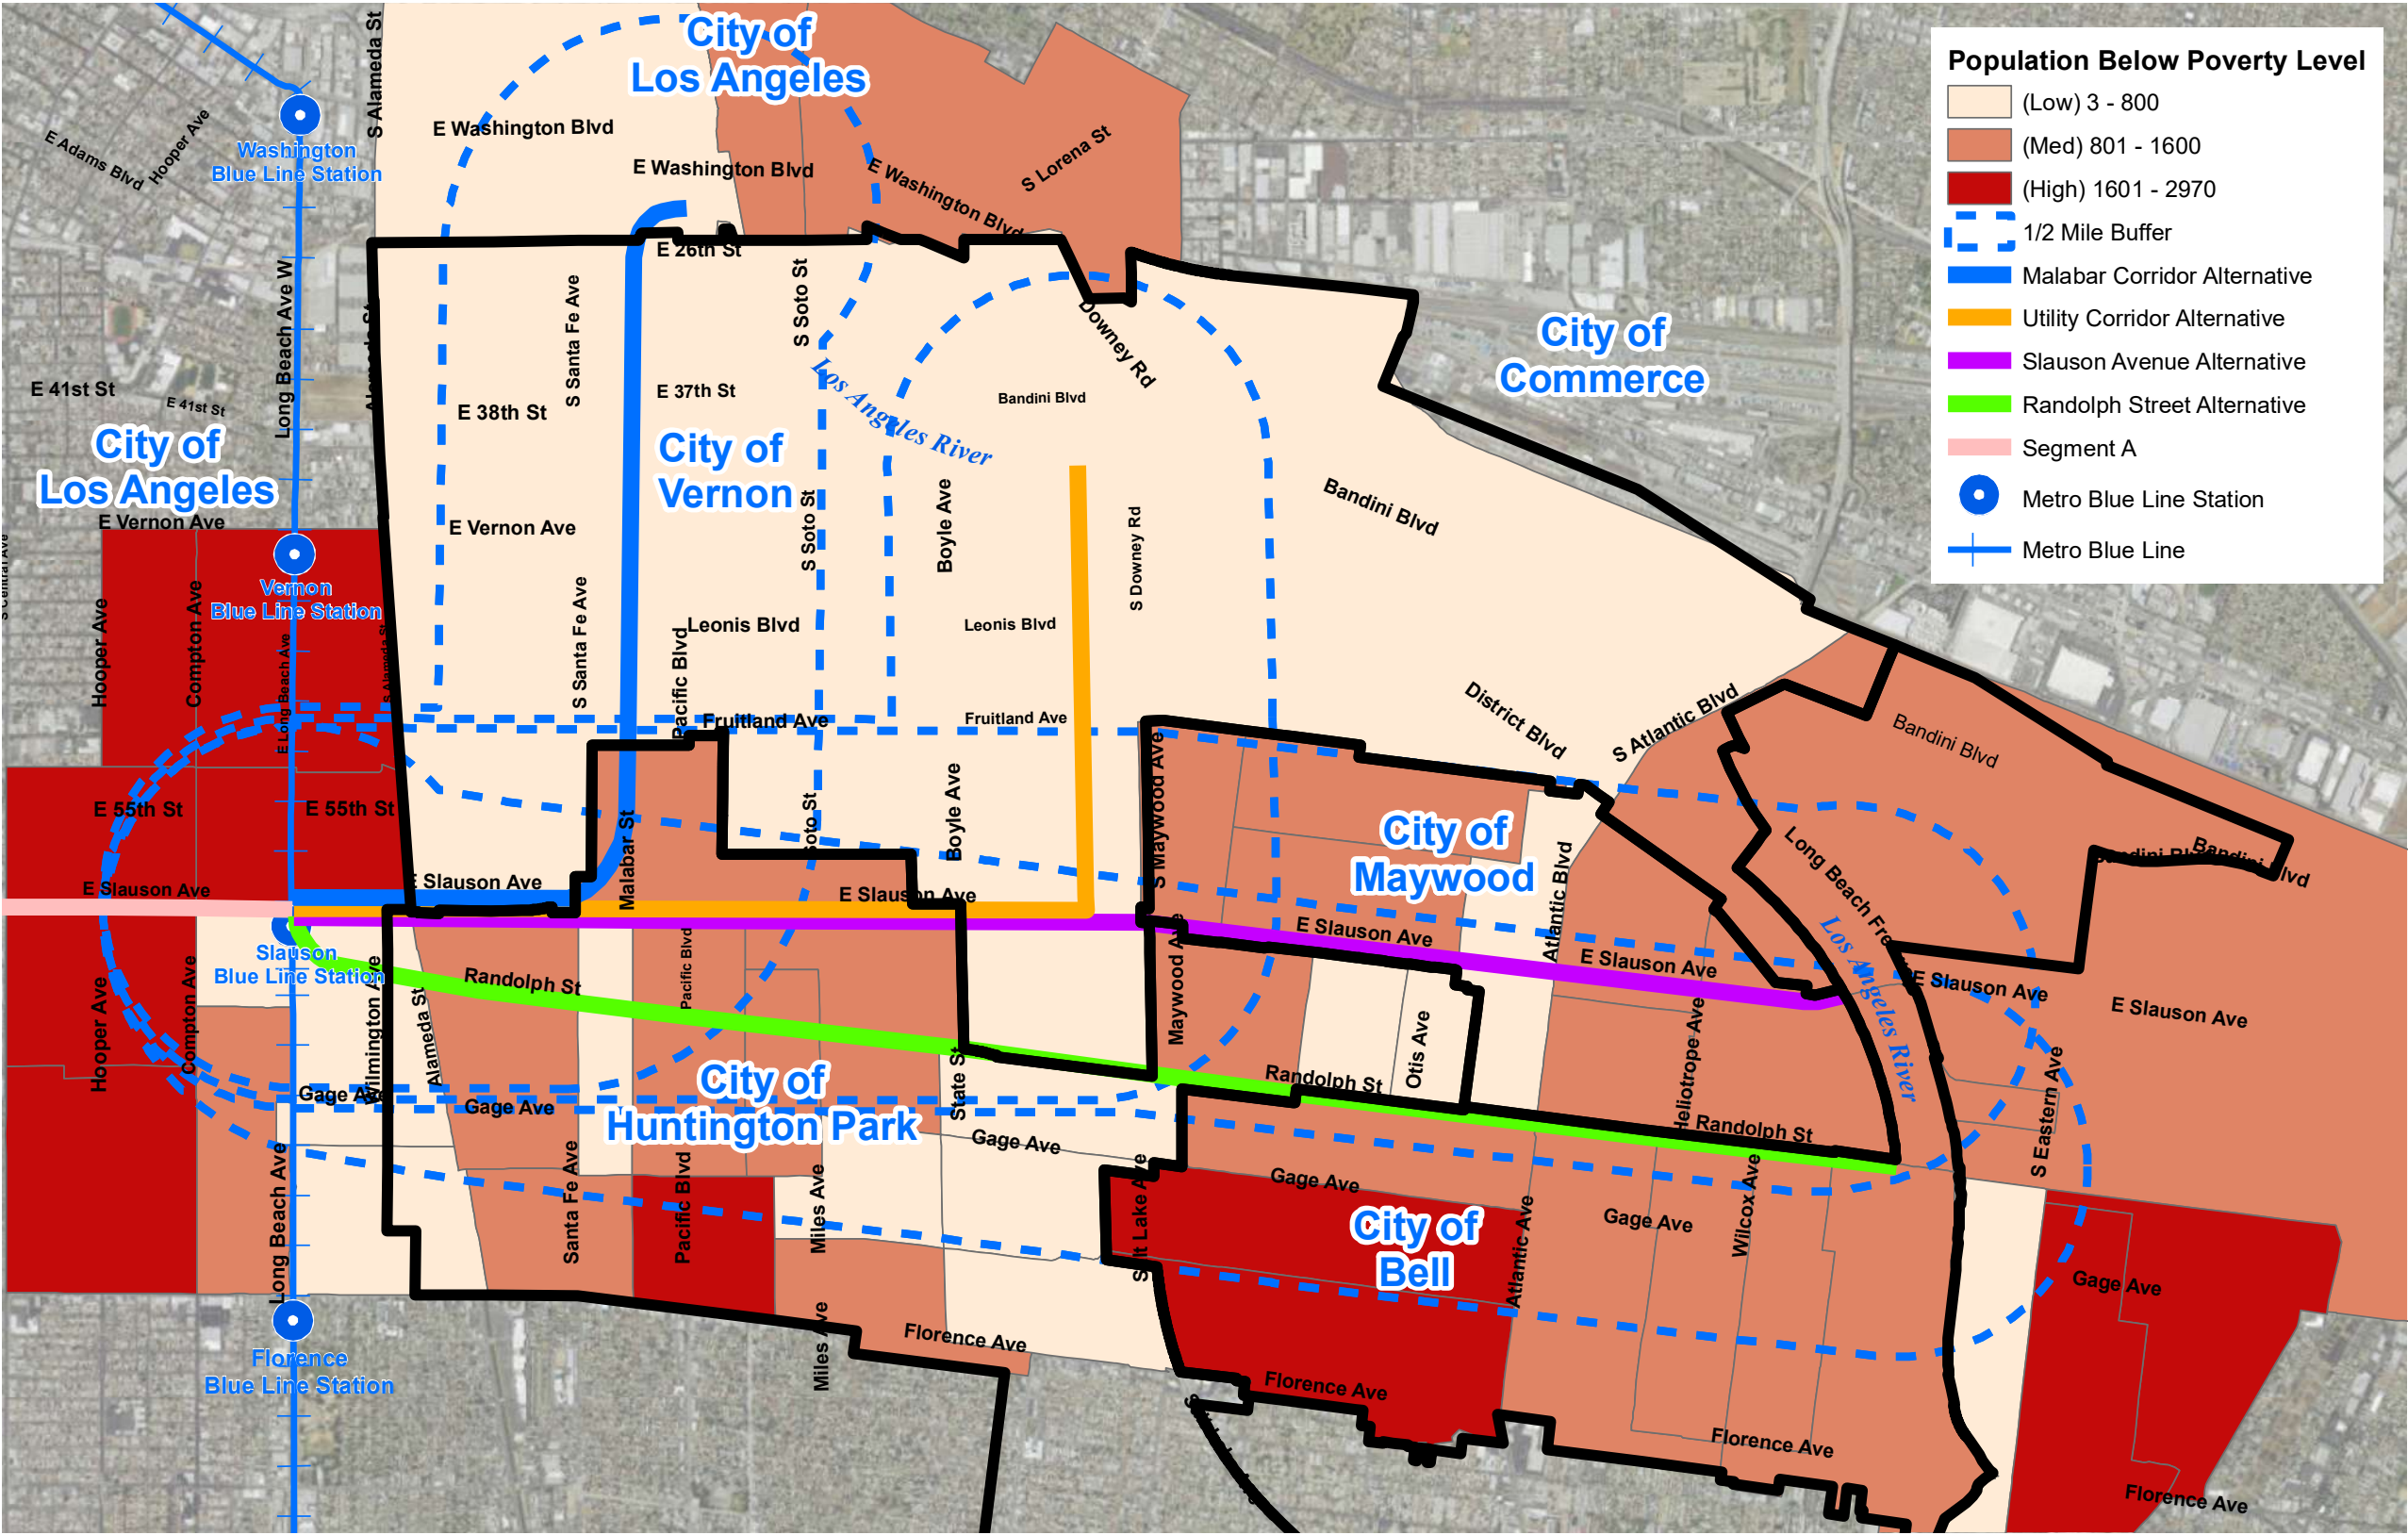 Population Below Poverty Level
(Low) 3 - 800
(Med) 801 - 1600
(High) 1601 - 2970
1/2 Mile Buffer
Malabar Corridor Alternative
Utility Corridor Alternative
Slauson Avenue Alternative
Randolph Street Alternative
Segment A
Metro Blue Line Station
Metro Blue Line
City of
Los Angeles
S Alameda St
E Adams Blvd
Hooper Ave
Washington
Blue Line Station
E Washington Blvd
E Washington Blvd
E Washington Blvd
S Lorena St
E 26th St
Long Beach Ave W
S Santa Fe Ave
S Soto St
Downey Rd
City of
Commerce
E 41st St
E 41st St
E 38th St
E 37th St
Los Angeles River
Bandini Blvd
City of
Los Angeles
City of
Vernon
Bandini Blvd
E Vernon Ave
E Vernon Ave
S Soto St
Boyle Ave
S Downey Rd
Vernon
Blue Line Station
Hooper Ave
Compton Ave
E Long Beach Ave
S Alameda St
S Santa Fe Ave
Pacific Blvd
Leonis Blvd
Leonis Blvd
Fruitland Ave
Fruitland Ave
District Blvd
S Atlantic Blvd
Bandini Blvd
E 55th St
E 55th St
Malabar St
Soto St
Boyle Ave
S Maywood Ave
City of
Maywood
Atlantic Blvd
Long Beach Fre
Bandini Blvd
Bandini Blvd
E Slauson Ave
E Slauson Ave
E Slauson Ave
E Slauson Ave
E Slauson Ave
E Slauson Ave
E Slauson Ave
Slauson
Blue Line Station
Hooper Ave
Compton Ave
Wilmington Ave
Alameda St
Randolph St
Pacific Blvd
Maywood Ave
Otis Ave
Heliotrope Ave
Los Angeles River
S Eastern Ave
City of
Huntington Park
State St
Randolph St
Randolph St
Gage Ave
Gage Ave
Gage Ave
Gage Ave
Gage Ave
Gage Ave
Long Beach Ave
Santa Fe Ave
Pacific Blvd
Miles Ave
Miles Ave
City of
Bell
Atlantic Ave
Wilcox Ave
Florence
Blue Line Station
Florence Ave
Florence Ave
Florence Ave
Florence Ave